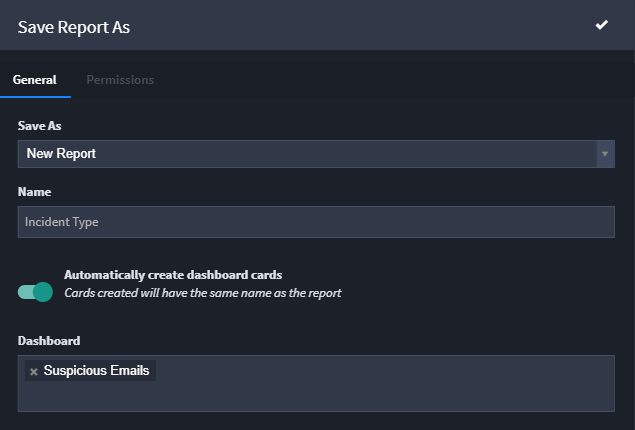 Save Report As
General Permissions
Save As
New Report
Name
Incident Type
Automatically create dashboard cards
Cards created will have the same name as the report
Dashboard
× Suspicious Emails